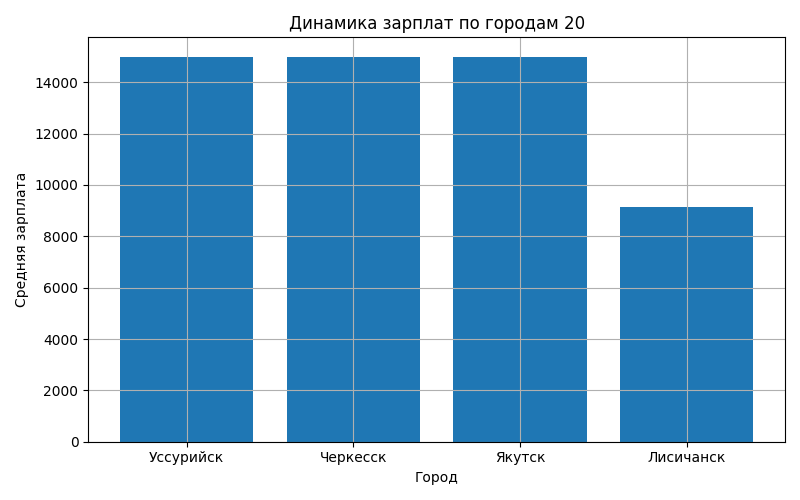 Динамика зарплат по городам 20
Средняя зарплата
14000
12000
10000
8000
6000
4000
2000
0
Уссурийск Черкесск Якутск Лисичанск
Город